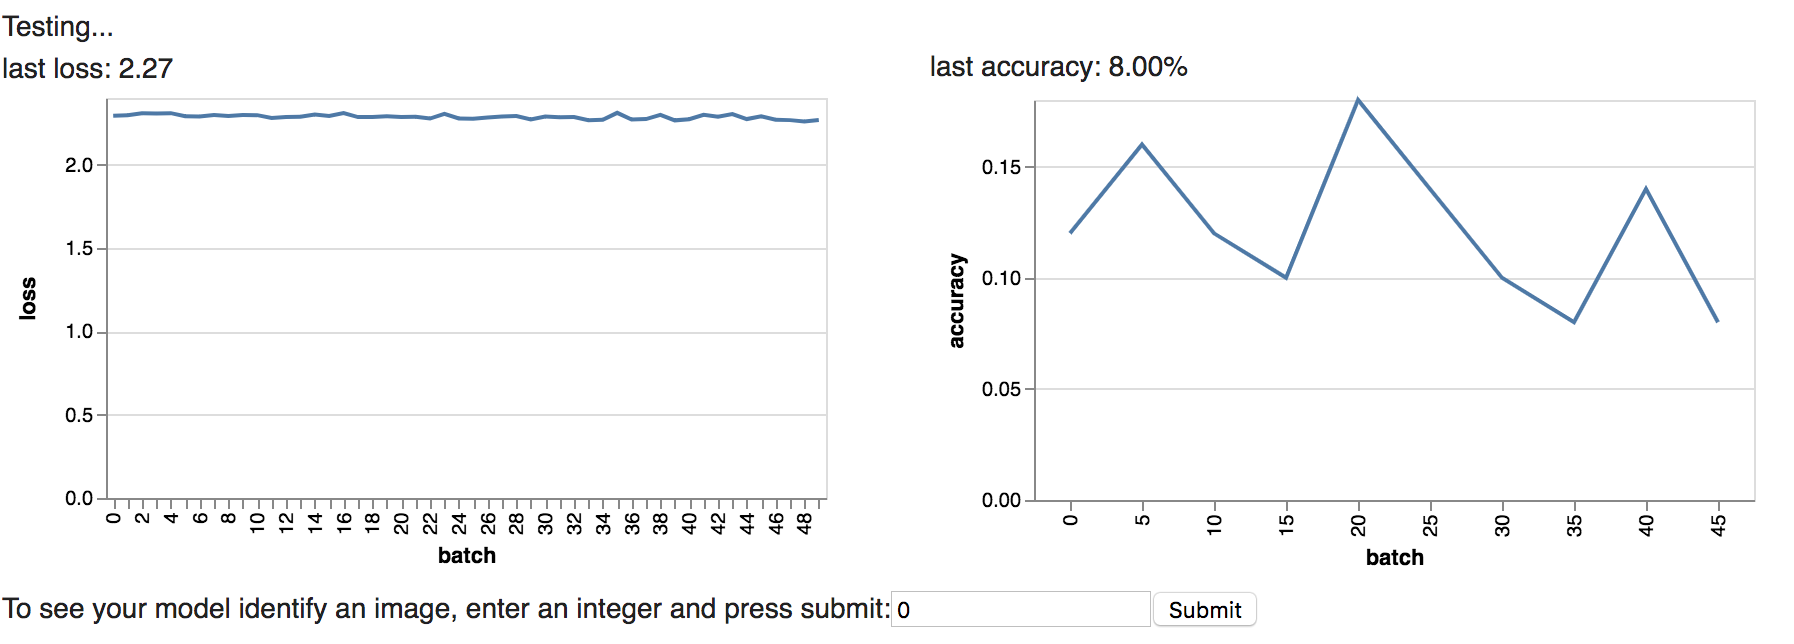 Testing...
last loss: 2.27
last accuracy: 8.00%
2.0
1.5
1.0
0.5
0.0
loss
0 2 4 6 8 10 12 14 16 18 20 22 24 26 28 30 32 34 36 38 40 42 44 46 48
batch
0.15
0.10
0.05
0.00
accuracy
0 5 10 15 20 25 30 35 40 45
batch
To see your model identify an image, enter an integer and press submit: 0 Submit